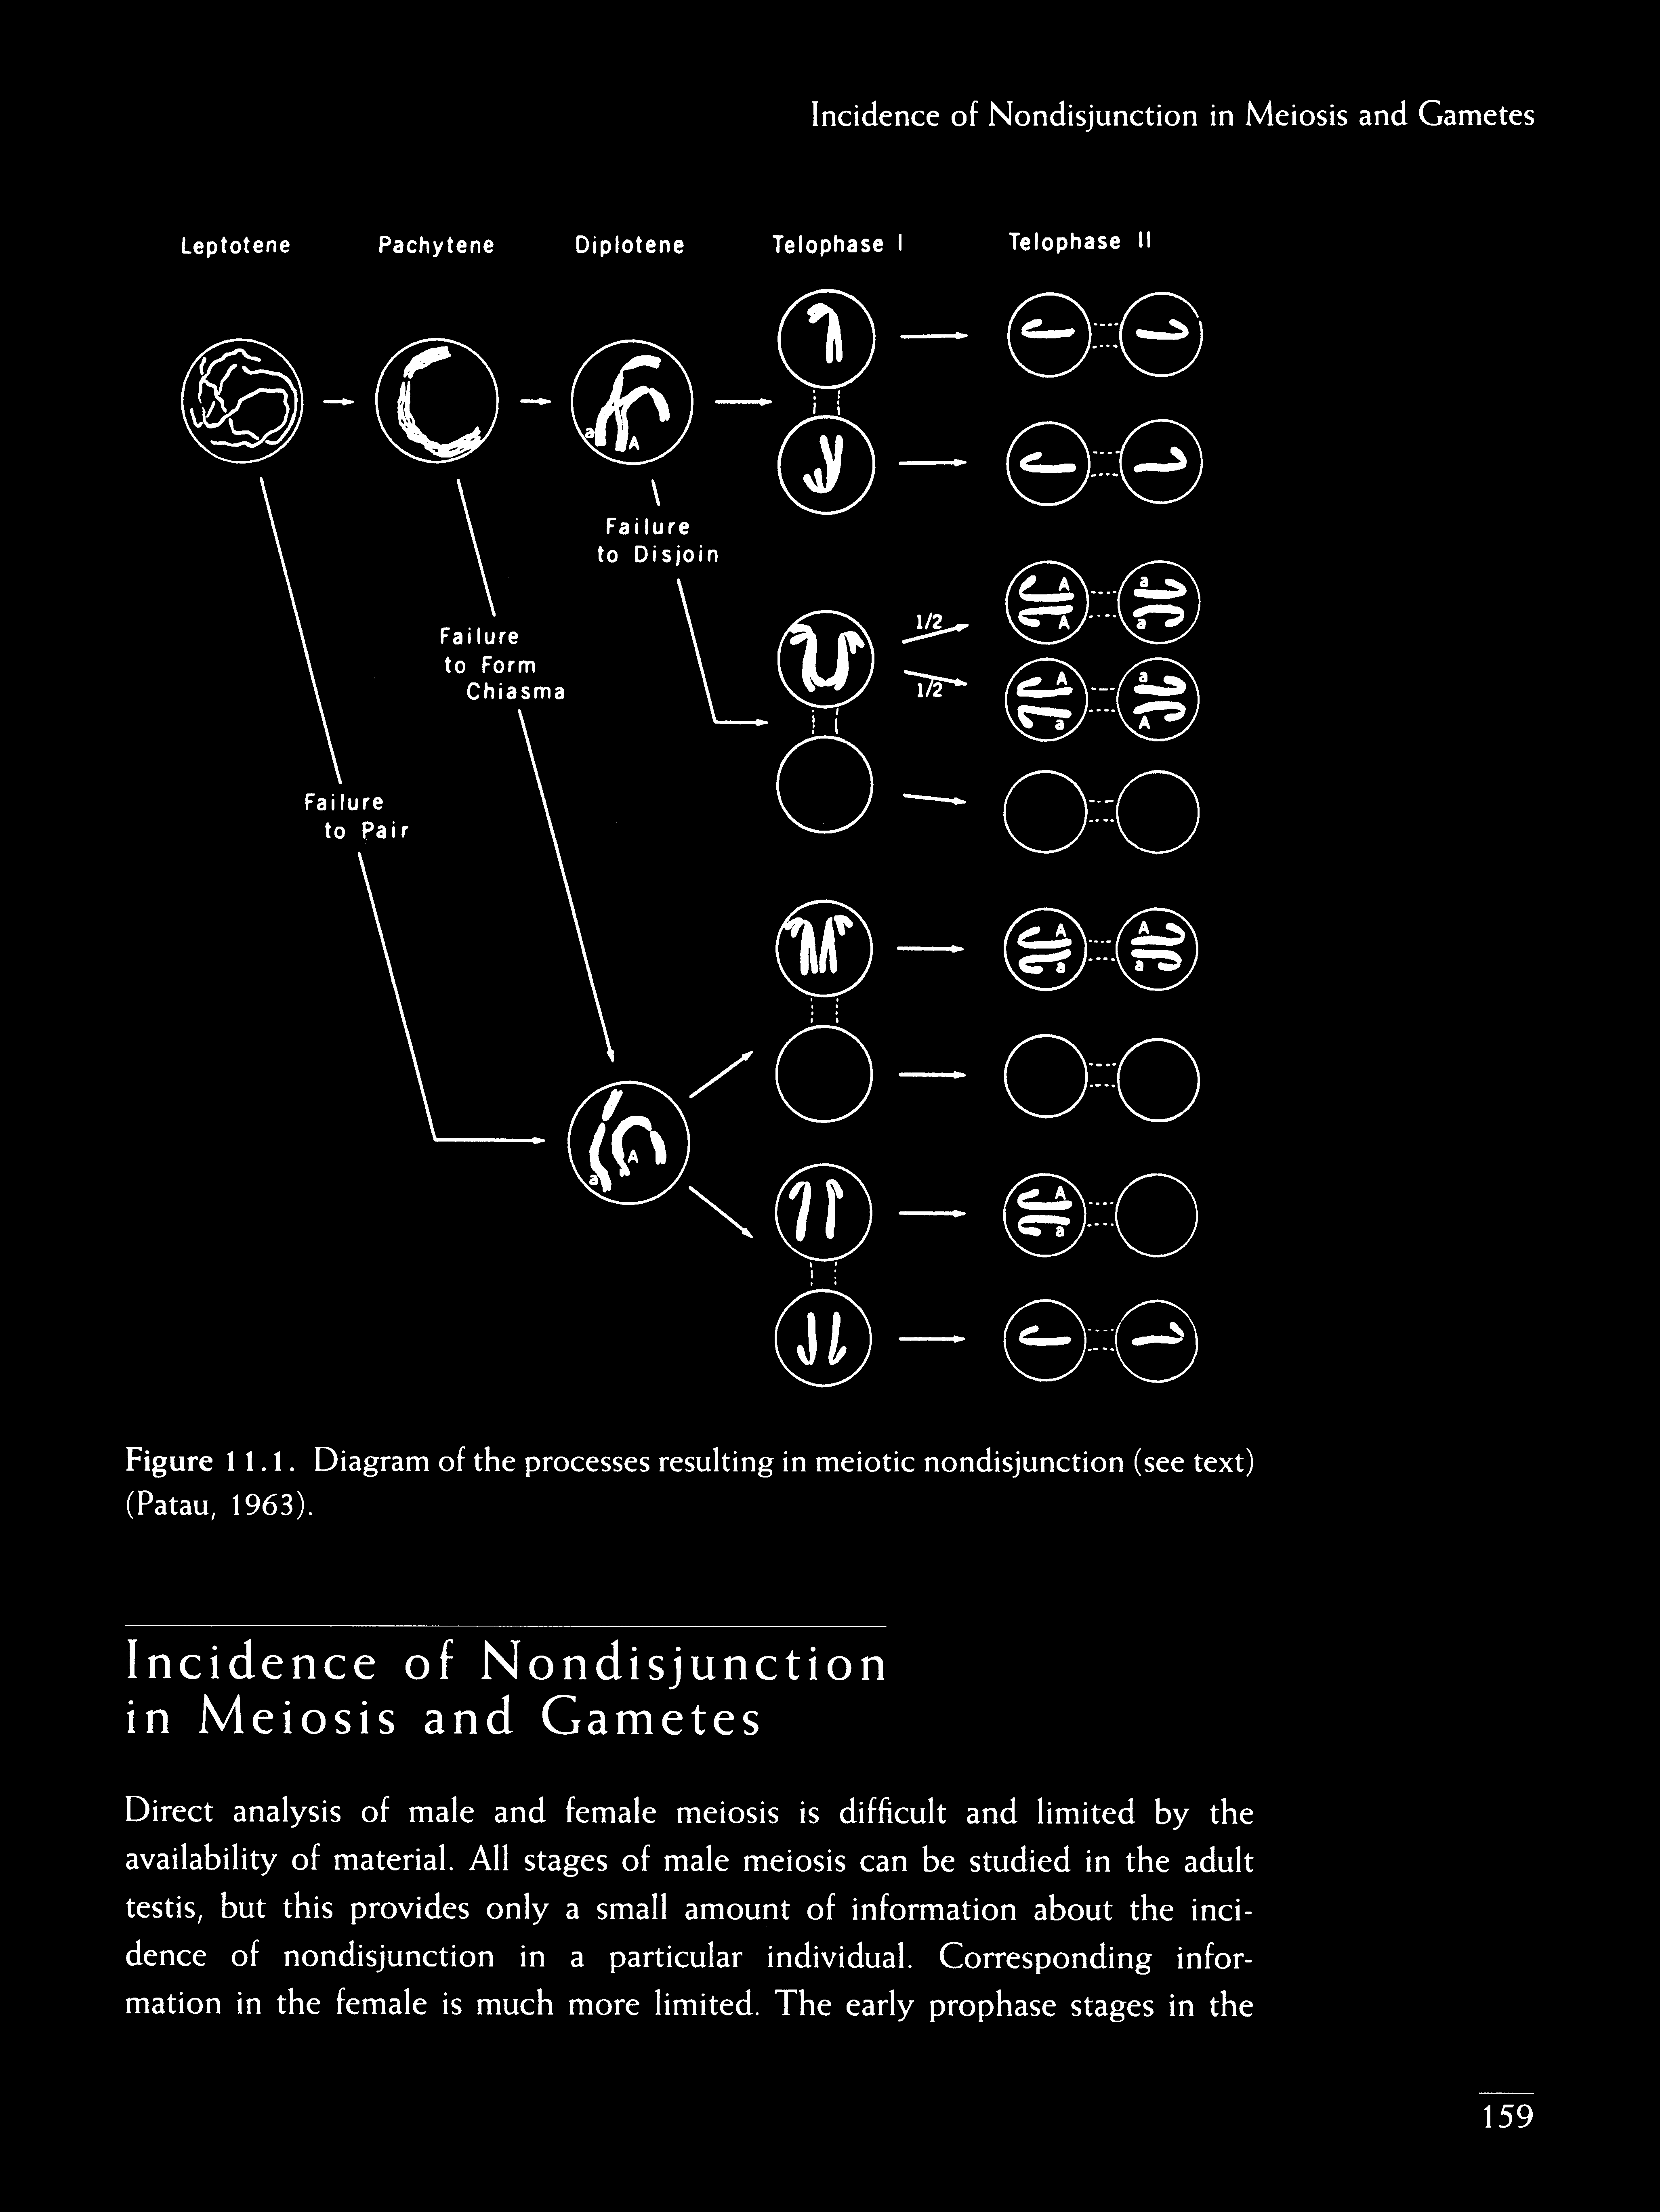 Incidence of Nondisjunction in Meiosis and Gametes
Leptotene Pachytene Diplotene Telophase I Telophase II
a A
Failure
to Disjoin
A a
1/2
A a
Failure
to Form
Chiasma
A a
1/2
a A
Failure
to Pair
A A
a a
A
a
A
a
Figure 11.1. Diagram of the processes resulting in meiotic nondisjunction (see text)
(Patau, 1963).
Incidence of Nondisjunction
in Meiosis and Gametes
Direct analysis of male and female meiosis is difficult and limited by the
availability of material. All stages of male meiosis can be studied in the adult
testis, but this provides only a small amount of information about the inci-
dence of nondisjunction in a particular individual. Corresponding infor-
mation in the female is much more limited. The early prophase stages in the
159